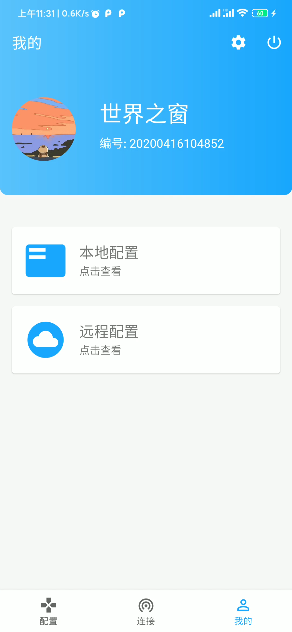 上午11:31 | 0.6K/s
60
我的
世界之窗
编号: 20200416104852
本地配置
点击查看
远程配置
点击查看
配置
连接
我的